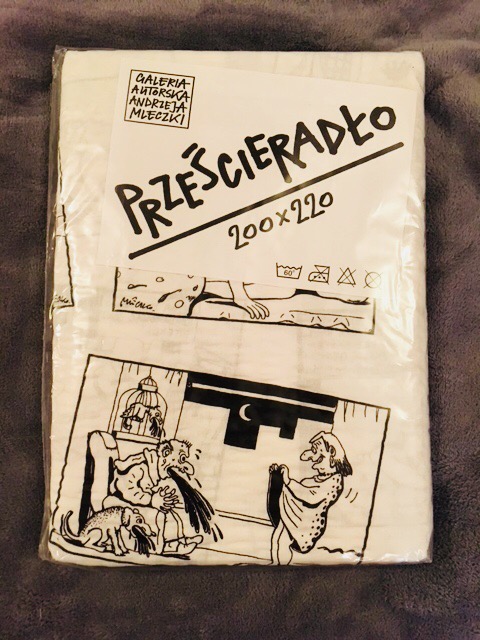 GALERIA
AUTORSKA
ANDRZEJA
MLECZKI
PRZEŚCIERADŁO
200x220
60°